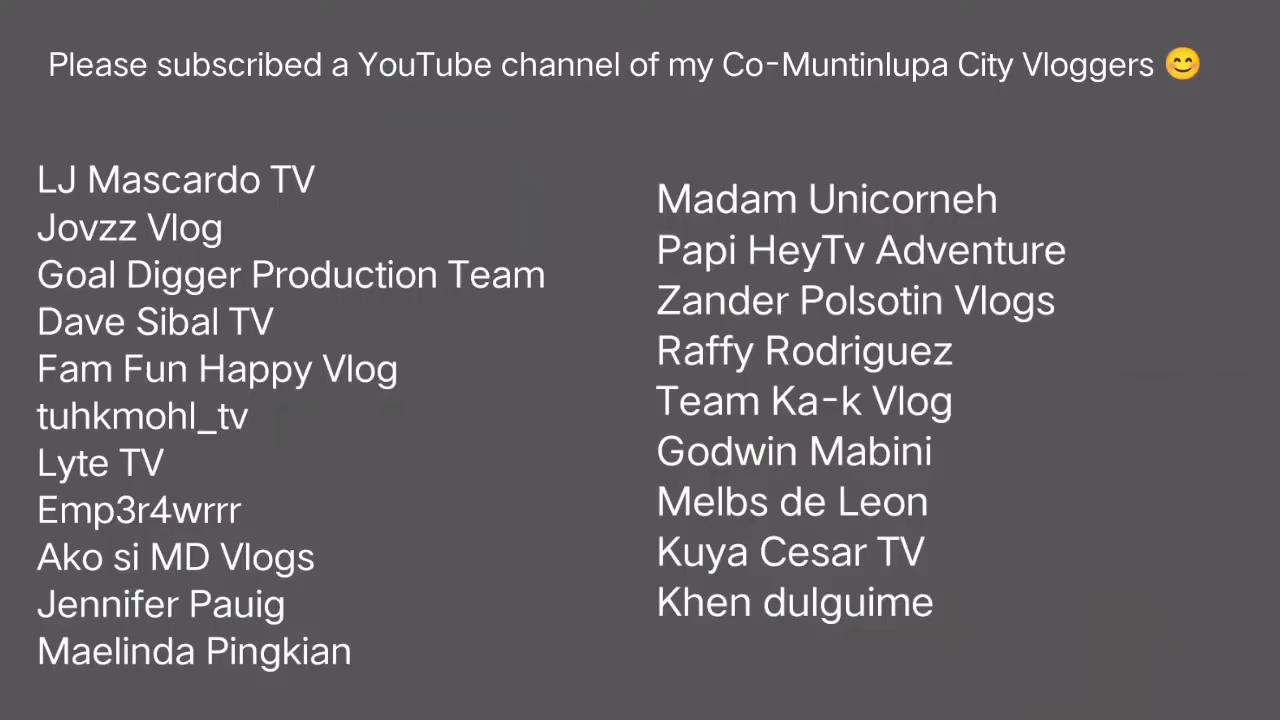 Please subscribed a YouTube channel of my Co-Muntinlupa City Vloggers 😊
LJ Mascardo TV
Jovzz Vlog
Goal Digger Production Team
Dave Sibal TV
Fam Fun Happy Vlog
tuhkmohl_tv
Lyte TV
Emp3r4wrrr
Ako si MD Vlogs
Jennifer Pauig
Maelinda Pingkian
Madam Unicorneh
Papi HeyTv Adventure
Zander Polsotin Vlogs
Raffy Rodriguez
Team Ka-k Vlog
Godwin Mabini
Melbs de Leon
Kuya Cesar TV
Khen dulguime